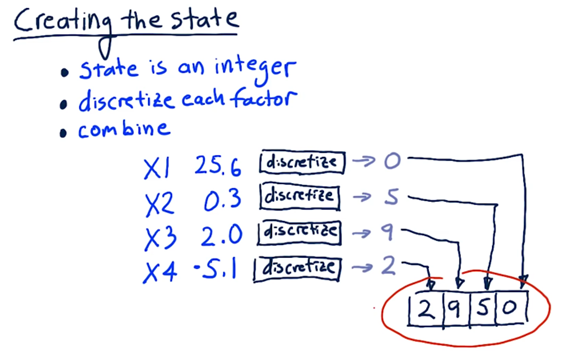 Creating the state
• State is an integer
• discretize each factor
• combine
X1 25.6 discretize → 0
X2 0.3 discretize → 5
X3 2.0 discretize → 9
X4 -5.1 discretize → 2
2 9 5 0